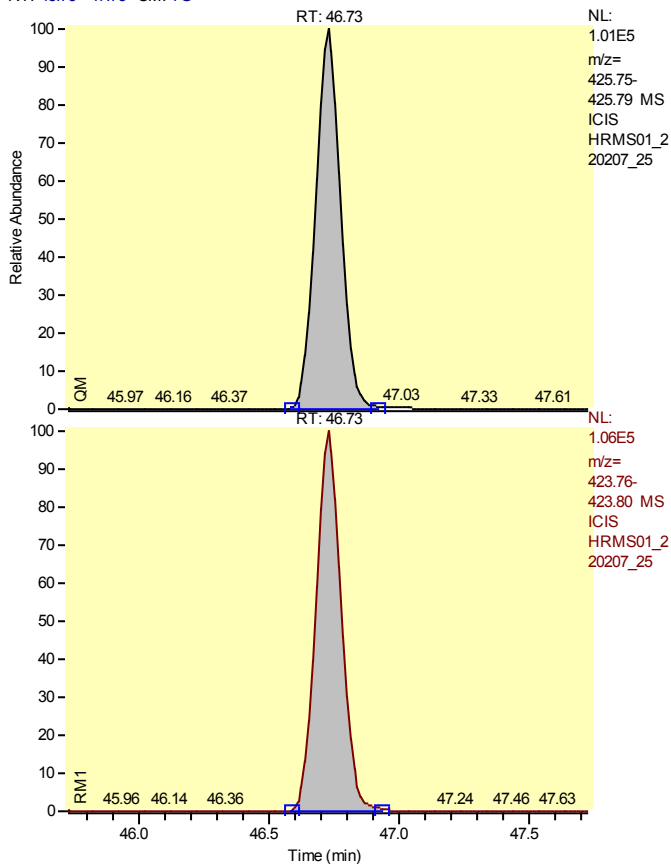 RT: 46.73
100
90
80
70
60
50
40
30
20
10
0
Relative Abundance
QM
45.97 46.16 46.37 47.03 47.33 47.61
NL:
1.01E5
m/z=
425.75-
425.79 MS
ICIS
HRMS01_2
20207_25
RT: 46.73
100
90
80
70
60
50
40
30
20
10
0
RM1
45.96 46.14 46.36 47.24 47.46 47.63
46.0 46.5 47.0 47.5
Time (min)
NL:
1.06E5
m/z=
423.76-
423.80 MS
ICIS
HRMS01_2
20207_25